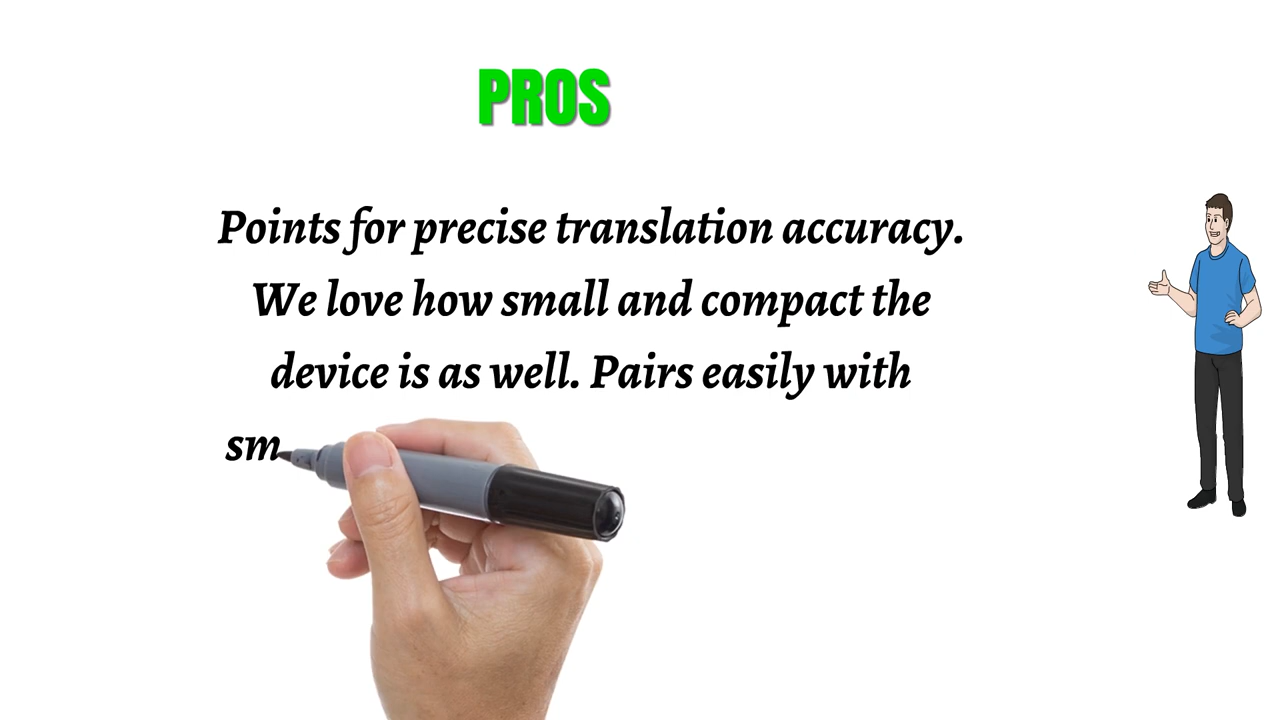 PROS
Points for precise translation accuracy.
We love how small and compact the
device is as well. Pairs easily with
sm